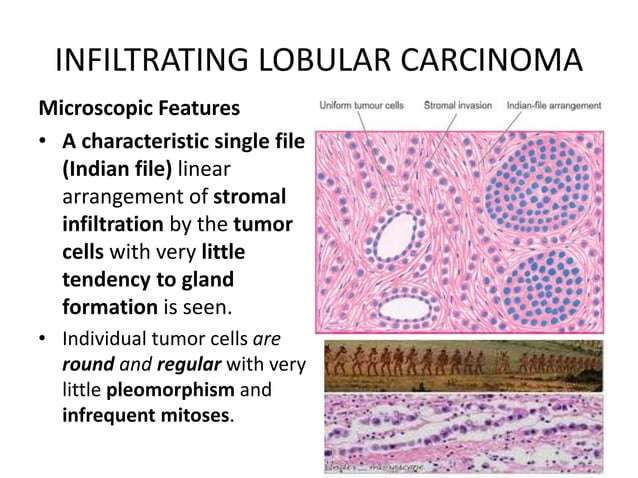 INFILTRATING LOBULAR CARCINOMA
Microscopic Features
• A characteristic single file
(Indian file) linear
arrangement of stromal
infiltration by the tumor
cells with very little
tendency to gland
formation is seen.
• Individual tumor cells are
round and regular with very
little pleomorphism and
infrequent mitoses.
Uniform tumour cells Stromal invasion Indian-file arrangement